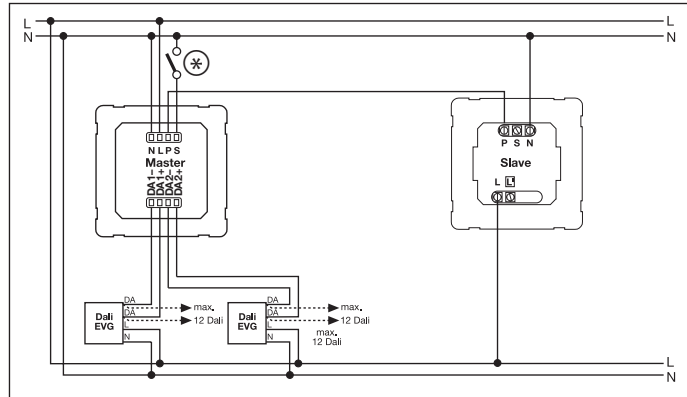 L L
N N
*
N L P S
Master
DA1–
DA1+
DA2–
DA2+
P S N
Slave
L L'
Dali
EVG
DA
DA
L
N
max.
12 Dali
Dali
EVG
DA
DA
L
N
max.
12 Dali
max.
12 Dali
L
N